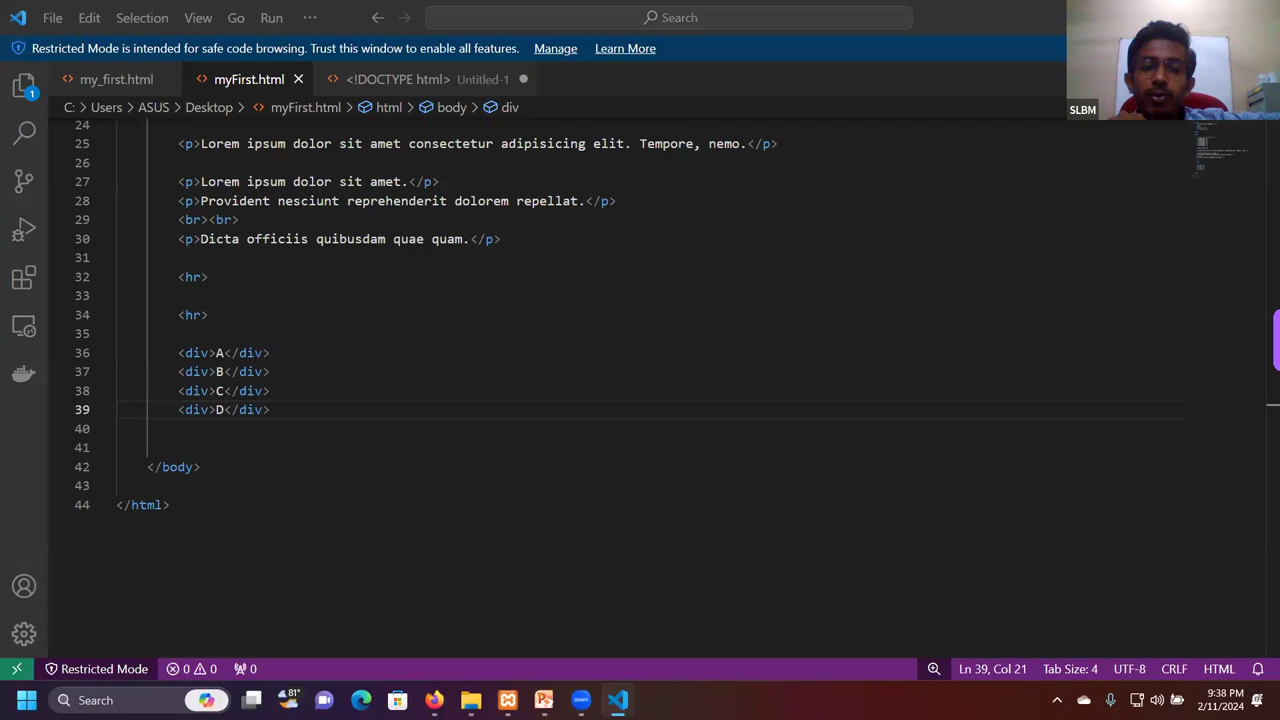 File Edit Selection View Go Run ··· Search
Restricted Mode is intended for safe code browsing. Trust this window to enable all features. Manage Learn More
my_first.html myFirst.html <!DOCTYPE html> Untitled-1
C: > Users > ASUS > Desktop > myFirst.html > html > body > div
SLBM
1
24
25 <p>Lorem ipsum dolor sit amet consectetur adipisicing elit. Tempore, nemo.</p>
26
27 <p>Lorem ipsum dolor sit amet.</p>
28 <p>Provident nesciunt reprehenderit dolorem repellat.</p>
29 <br><br>
30 <p>Dicta officiis quibusdam quae quam.</p>
31
32 <hr>
33
34 <hr>
35
36 <div>A</div>
37 <div>B</div>
38 <div>C</div>
39 <div>D</div>
40
41
42 </body>
43
44 </html>
Restricted Mode 0 0 0 Ln 39, Col 21 Tab Size: 4 UTF-8 CRLF HTML
Search 81° zoom 9:38 PM
2/11/2024